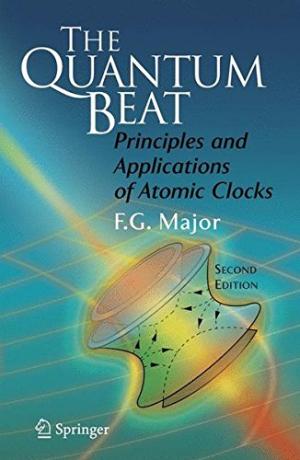 THE
QUANTUM
BEAT
Principles and
Applications
of Atomic Clocks
F.G. Major
SECOND
EDITION
Springer